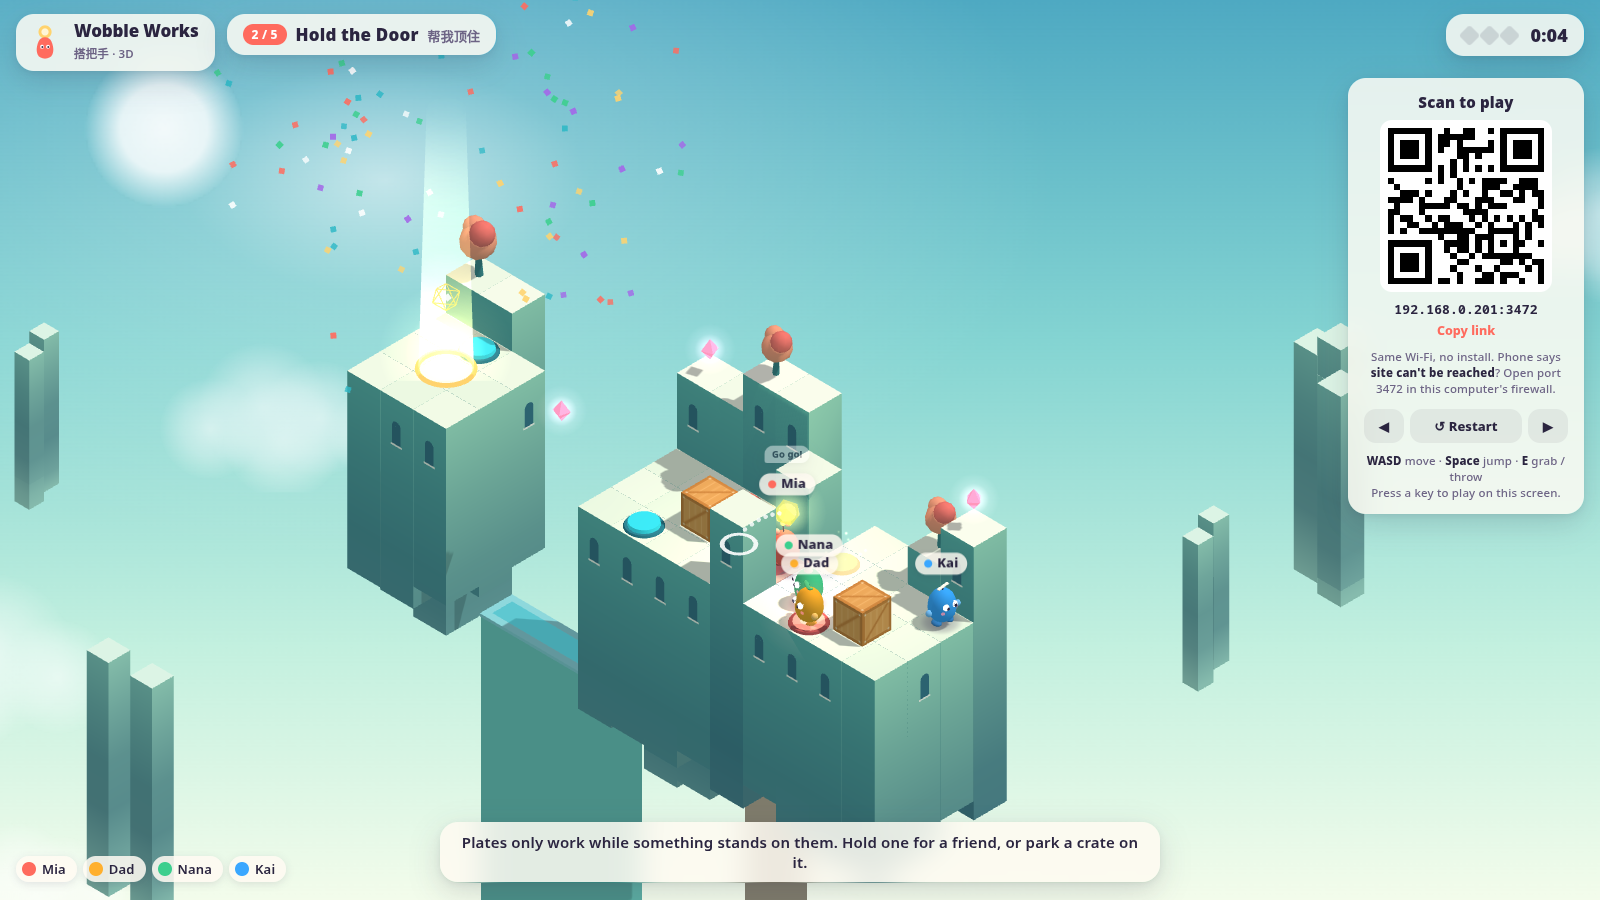 Wobble Works
搭把手 · 3D
2 / 5 Hold the Door 帮我顶住
0:04
Scan to play
192.168.0.201:3472
Copy link
Same Wi-Fi, no install. Phone says
site can't be reached? Open port
3472 in this computer's firewall.
◀ ↺ Restart ▶
WASD move · Space jump · E grab /
throw
Press a key to play on this screen.
Go go!
Mia
Nana
Dad
Kai
Plates only work while something stands on them. Hold one for a friend, or park a crate on
it.
Mia Dad Nana Kai